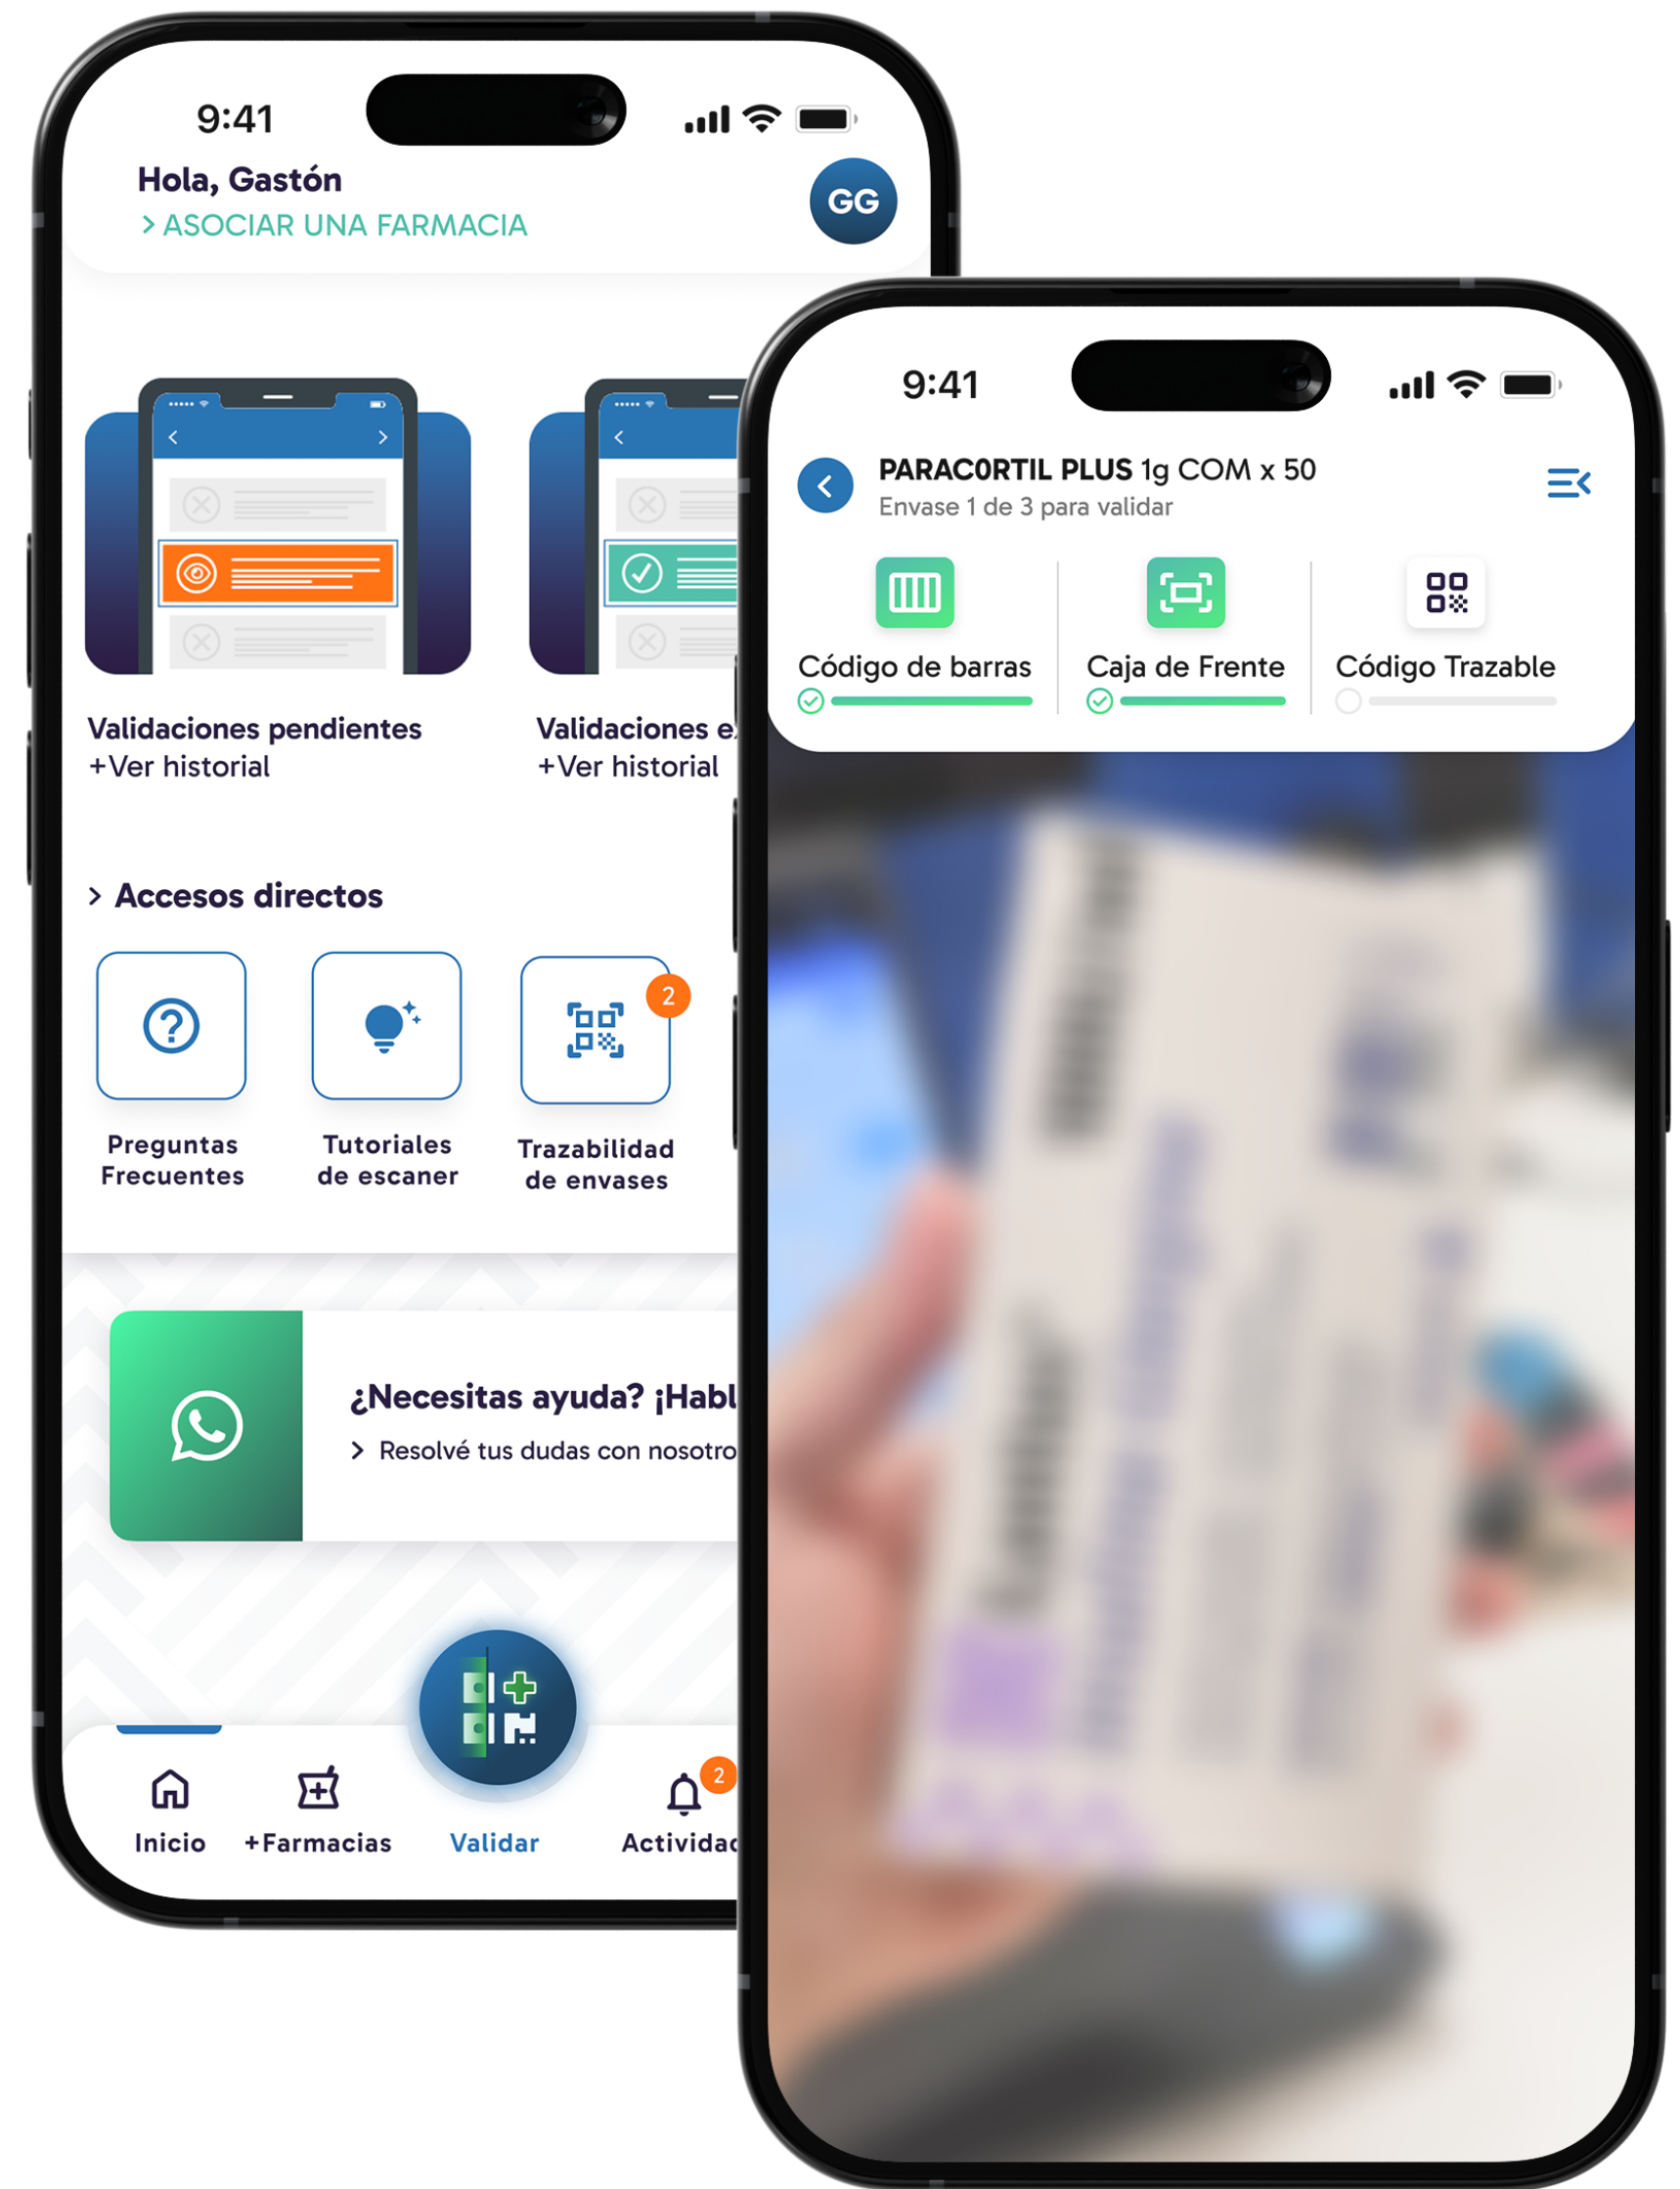 9:41
Hola, Gastón
> ASOCIAR UNA FARMACIA
GG
Validaciones pendientes
+Ver historial
Validaciones e
+Ver historial
> Accesos directos
2
Preguntas
Frecuentes
Tutoriales
de escaner
Trazabilidad
de envases
¿Necesitas ayuda? ¡Habl
> Resolvé tus dudas con nosotro
Inicio
+Farmacias
Validar
2
Actividad
9:41
PARAC0RTIL PLUS 1g COM x 50
Envase 1 de 3 para validar
Código de barras
Caja de Frente
Código Trazable